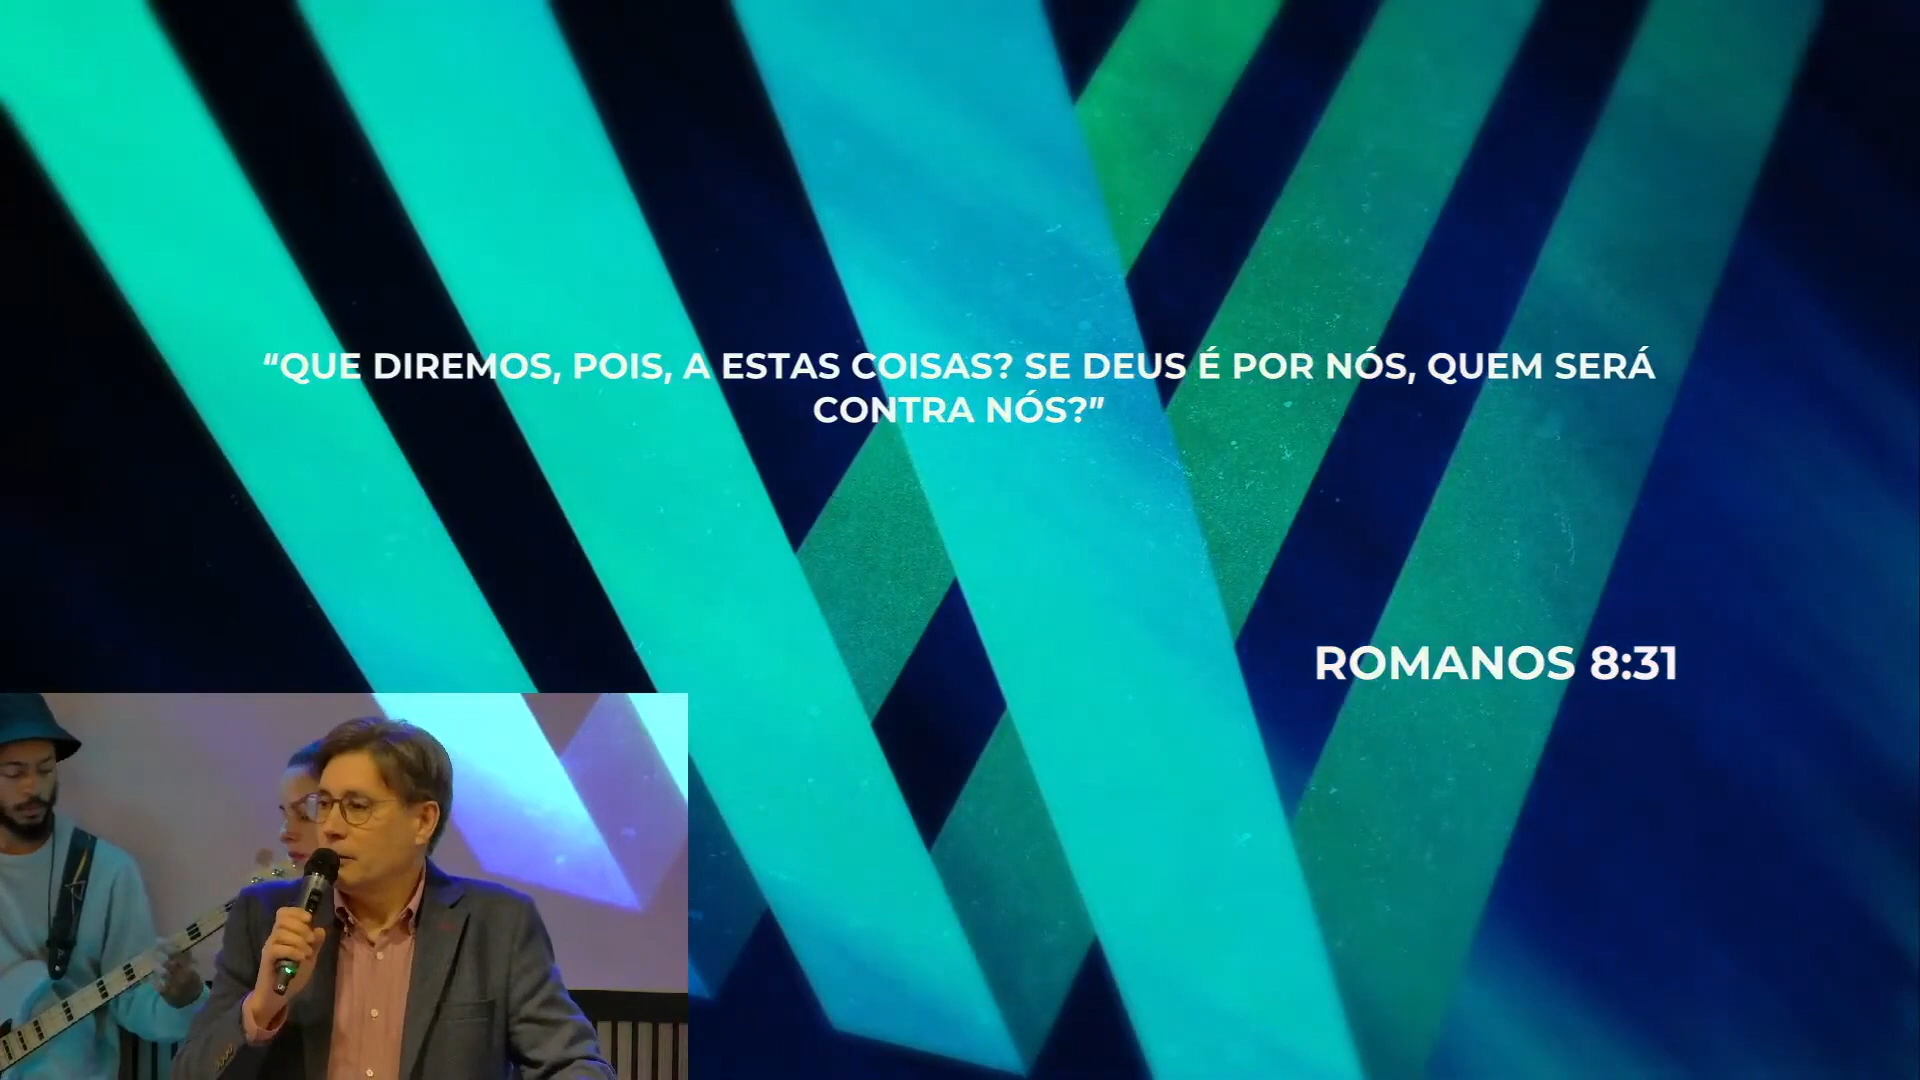 “QUE DIREMOS, POIS, A ESTAS COISAS? SE DEUS É POR NÓS, QUEM SERÁ
CONTRA NÓS?”
ROMANOS 8:31